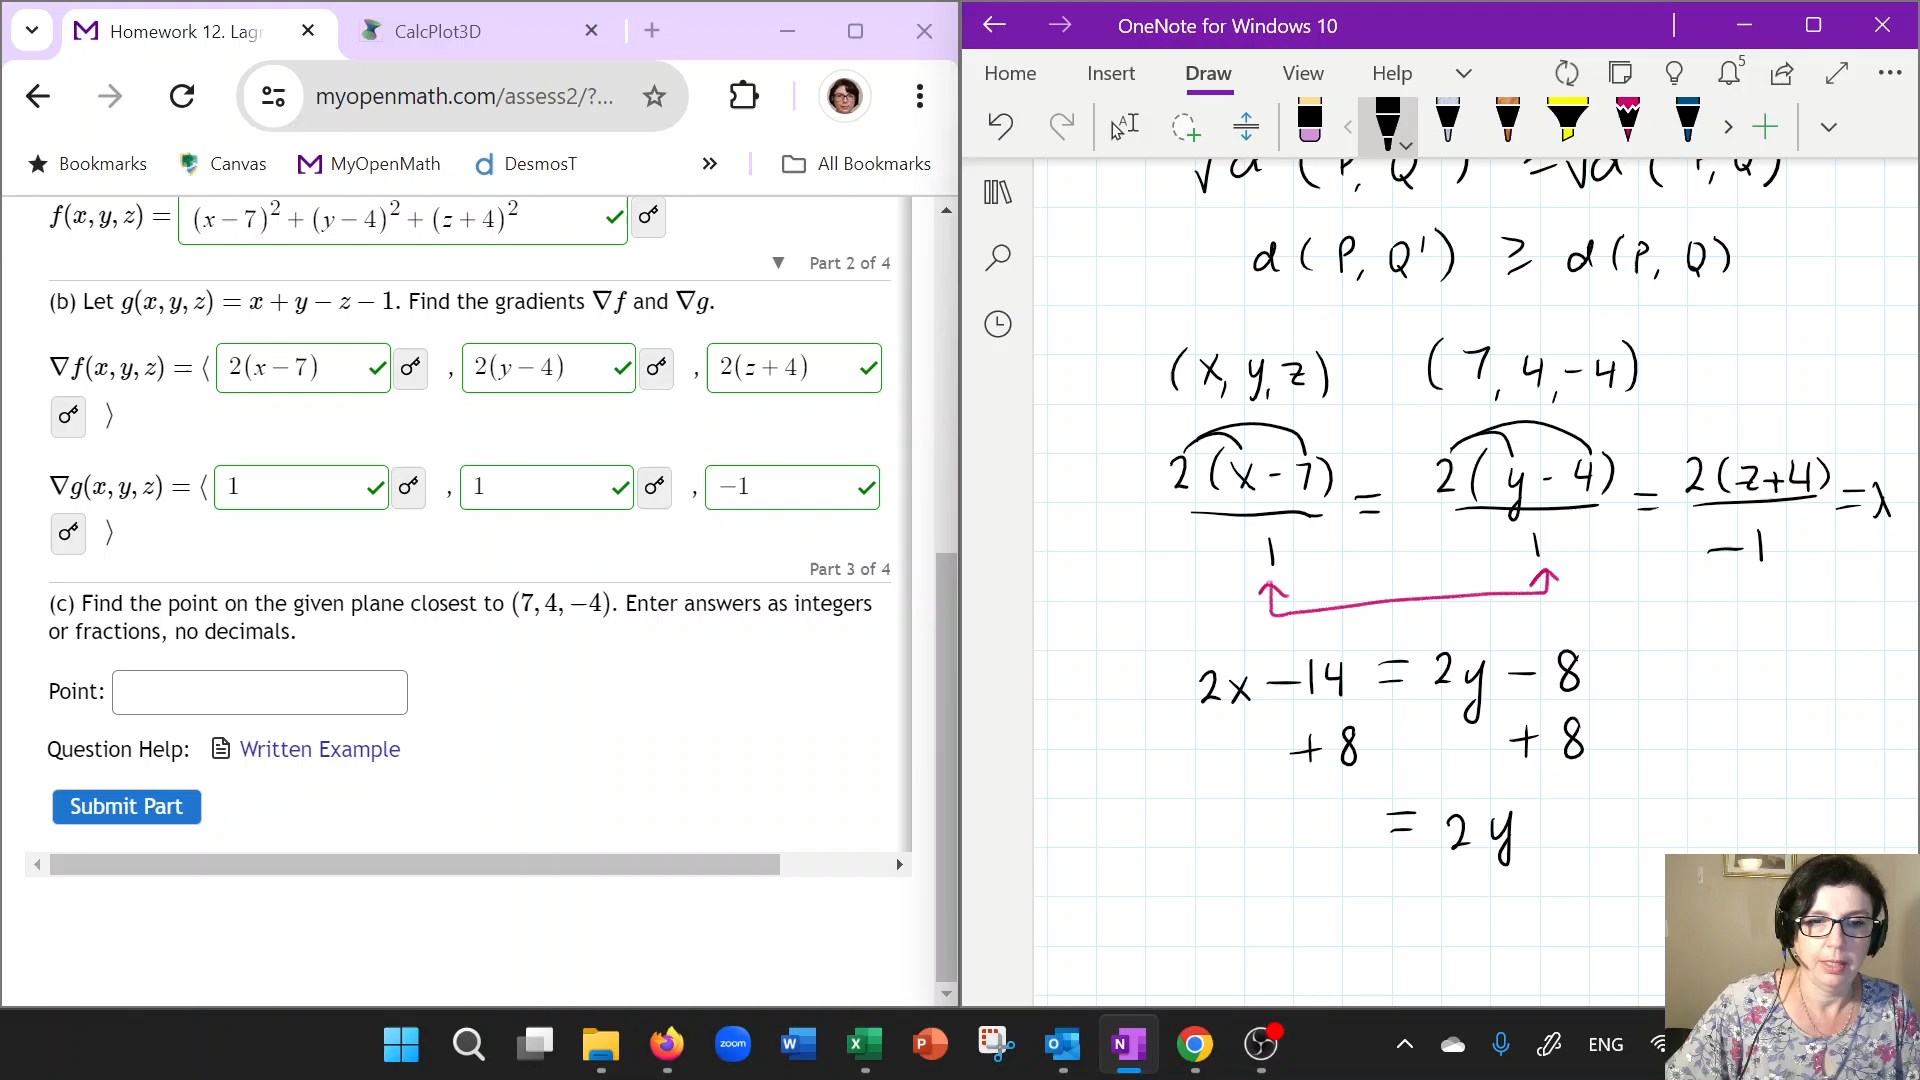 Homework 12. Lagr
CalcPlot3D
myopenmath.com/assess2/?...
Bookmarks
Canvas
MyOpenMath
DesmosT
All Bookmarks
f(x, y, z) = (x − 7)² + (y − 4)² + (z + 4)²
Part 2 of 4
(b) Let g(x, y, z) = x + y − z − 1. Find the gradients ∇f and ∇g.
∇f(x, y, z) = ⟨ 2(x − 7) , 2(y − 4) , 2(z + 4)
⟩
∇g(x, y, z) = ⟨ 1 , 1 , −1
⟩
Part 3 of 4
(c) Find the point on the given plane closest to (7, 4, −4). Enter answers as integers
or fractions, no decimals.
Point:
Question Help: Written Example
Submit Part
OneNote for Windows 10
Home Insert Draw View Help
5
d(P, Q') ≥ d(P, Q)
(x, y, z) (7, 4, -4)
2(x - 7)/1 = 2(y - 4)/1 = 2(z+4)/-1 = λ
2x - 14 = 2y - 8
+ 8 + 8
= 2y
zoom
ENG